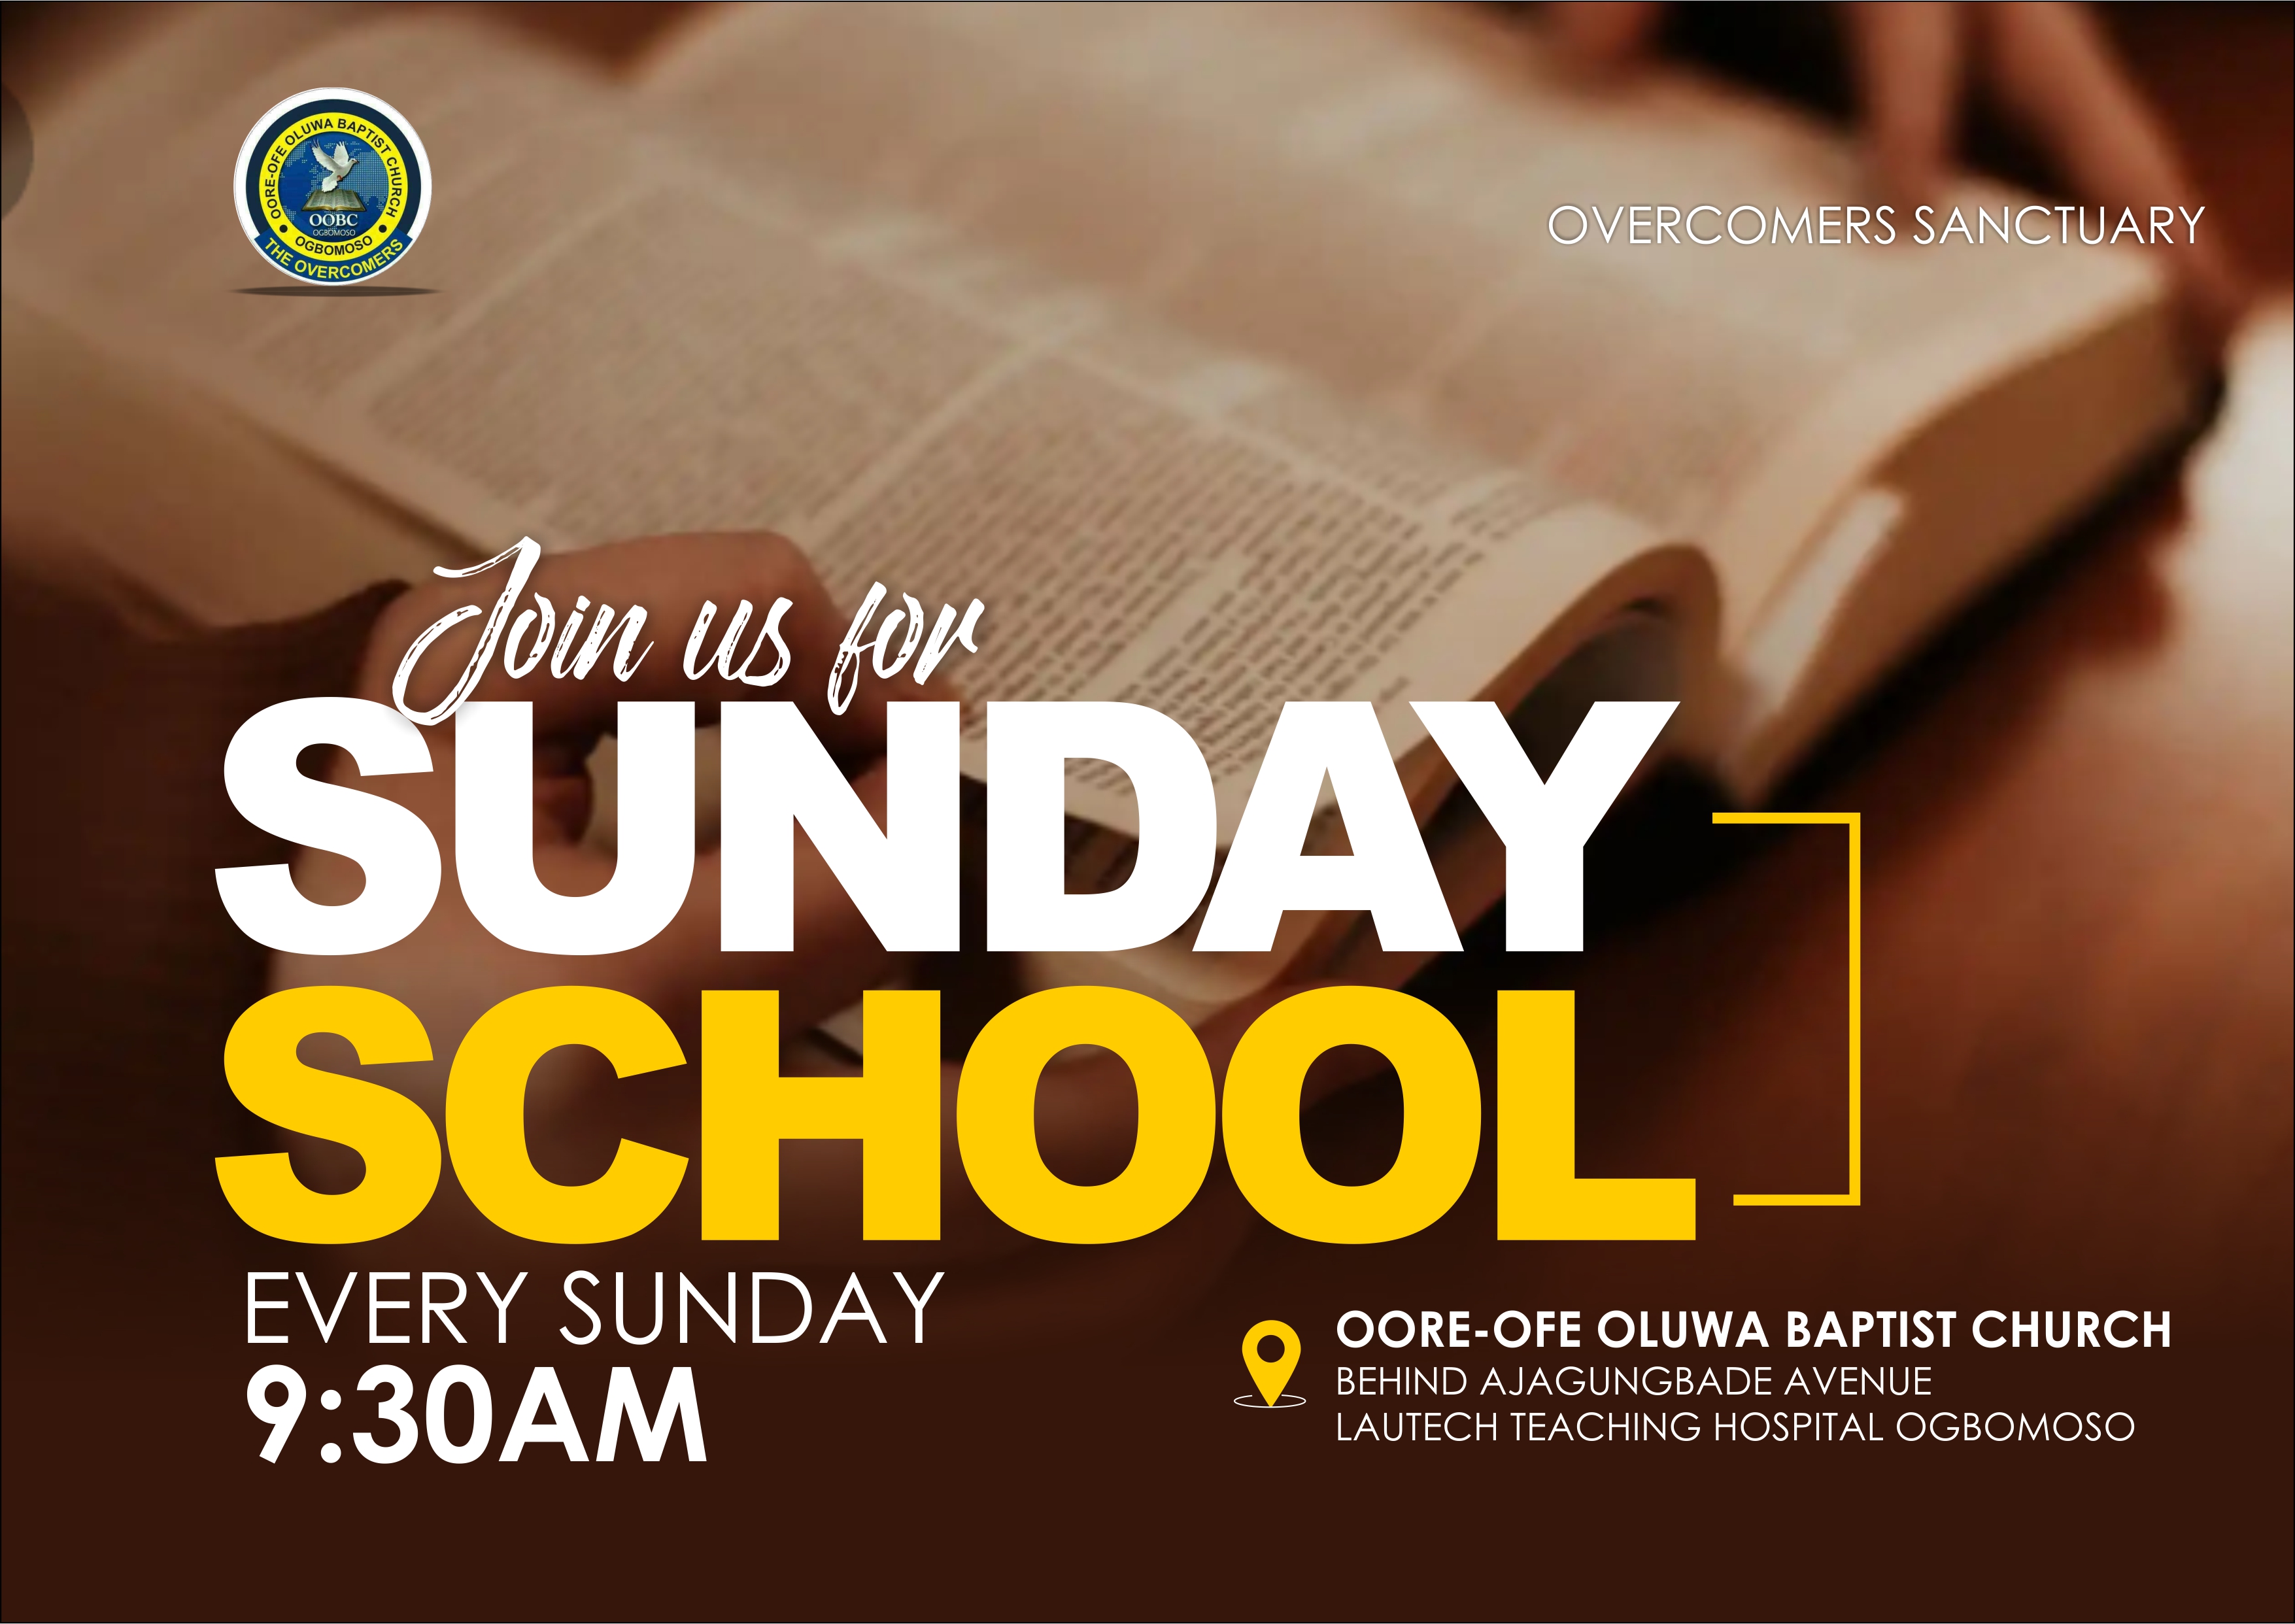 OORE-OFE OLUWA BAPTIST CHURCH
OOBC
OGBOMOSO
OGBOMOSO
THE OVERCOMERS
OVERCOMERS SANCTUARY
Join us for
SUNDAY
SCHOOL
EVERY SUNDAY
9:30AM
OORE-OFE OLUWA BAPTIST CHURCH
BEHIND AJAGUNGBADE AVENUE
LAUTECH TEACHING HOSPITAL OGBOMOSO